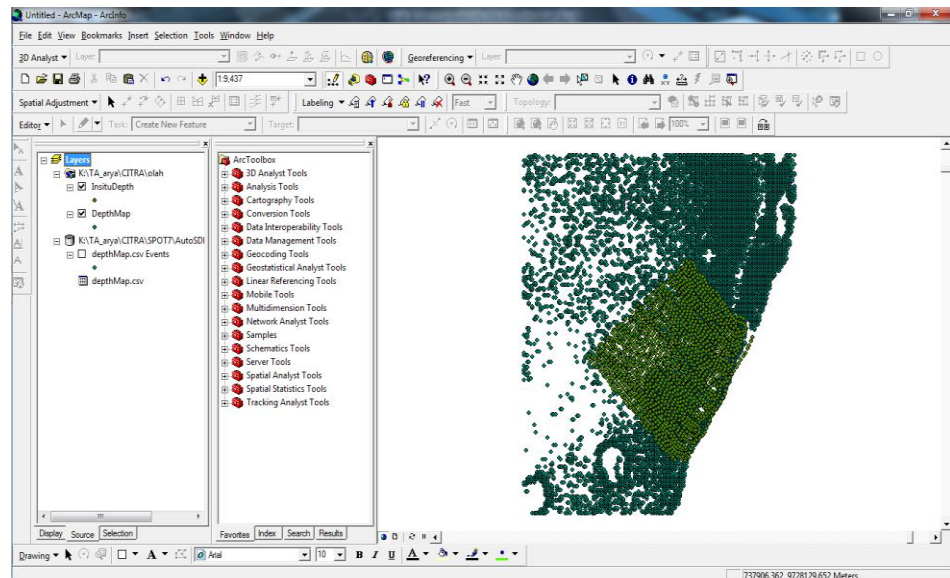 Untitled - ArcMap - ArcInfo
File Edit View Bookmarks Insert Selection Tools Window Help
3D Analyst Layer: Georeferencing Layer:
1:9,437
Spatial Adjustment Labeling Fast Topology:
Editor Task: Create New Feature Target: 100%
Layers
K:\TA_arya\CITRA\olah
InsituDepth
DepthMap
K:\TA_arya\CITRA\SPOT7\AutoSDI
depthMap.csv Events
depthMap.csv
Display Source Selection
ArcToolbox
3D Analyst Tools
Analysis Tools
Cartography Tools
Conversion Tools
Data Interoperability Tools
Data Management Tools
Geocoding Tools
Geostatistical Analyst Tools
Linear Referencing Tools
Mobile Tools
Multidimension Tools
Network Analyst Tools
Samples
Schematics Tools
Server Tools
Spatial Analyst Tools
Spatial Statistics Tools
Tracking Analyst Tools
Favorites Index Search Results
Drawing A Arial 10 B I U A
737906.362 9728129.652 Meters